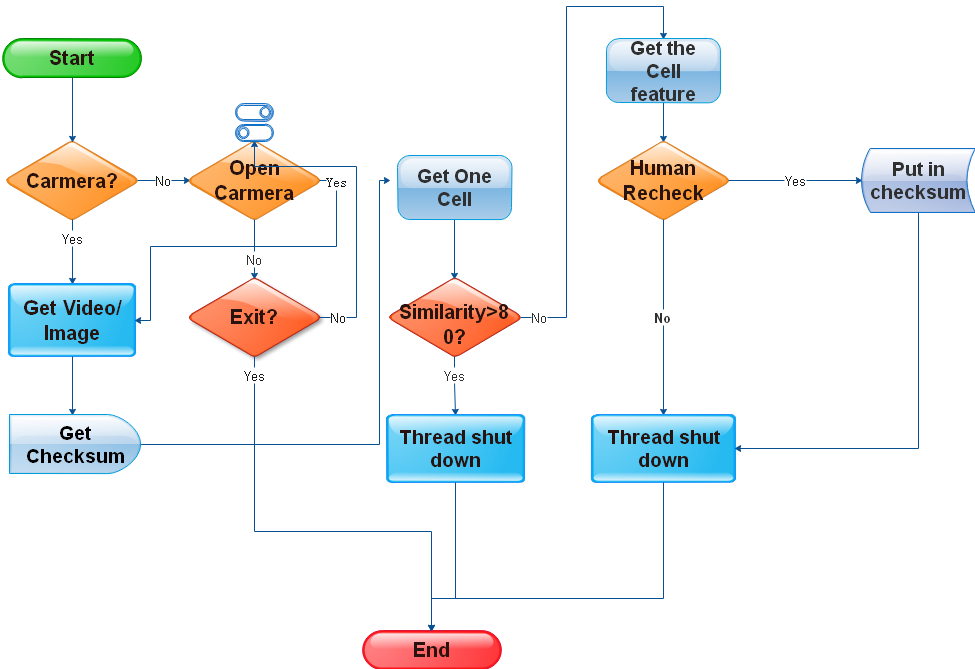 Start
Carmera?
No
Yes
Open
Carmera
Yes
No
Get Video/
Image
Exit?
No
Yes
Get
Checksum
Get One
Cell
Similarity>8
0?
No
Yes
Thread shut
down
Get the
Cell
feature
Human
Recheck
Yes
No
Put in
checksum
Thread shut
down
End